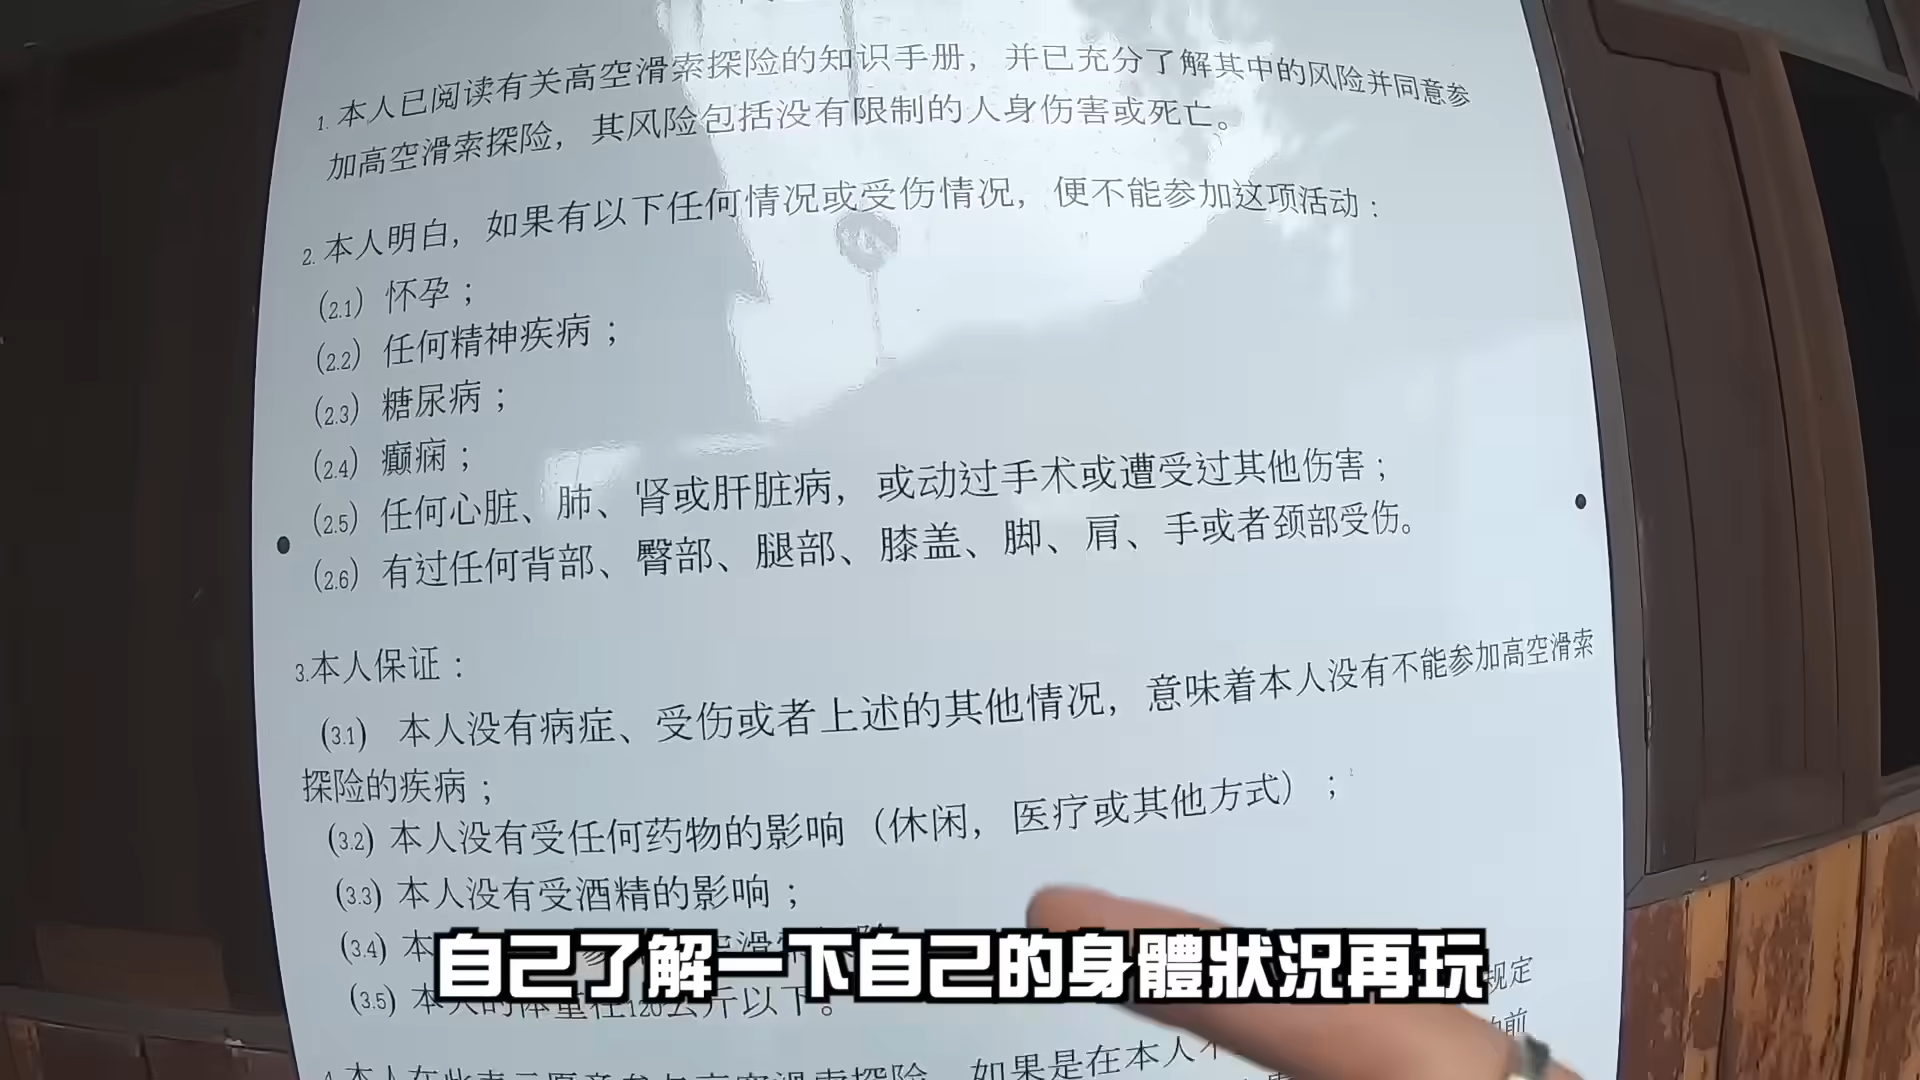 1. 本人已阅读有关高空滑索探险的知识手册，并已充分了解其中的风险并同意参
加高空滑索探险，其风险包括没有限制的人身伤害或死亡。
2. 本人明白，如果有以下任何情况或受伤情况，便不能参加这项活动：
(2.1) 怀孕；
(2.2) 任何精神疾病；
(2.3) 糖尿病；
(2.4) 癫痫；
(2.5) 任何心脏、肺、肾或肝脏病，或动过手术或遭受过其他伤害；
(2.6) 有过任何背部、臀部、腿部、膝盖、脚、肩、手或者颈部受伤。
3.本人保证：
(3.1) 本人没有病症、受伤或者上述的其他情况，意味着本人没有不能参加高空滑索
探险的疾病；
(3.2) 本人没有受任何药物的影响（休闲，医疗或其他方式）；
(3.3) 本人没有受酒精的影响；
(3.4) 本
自己了解一下自己的身體狀況再玩
规定
(3.5) 本人的体重在120公斤以下。
的前
如果是在本人